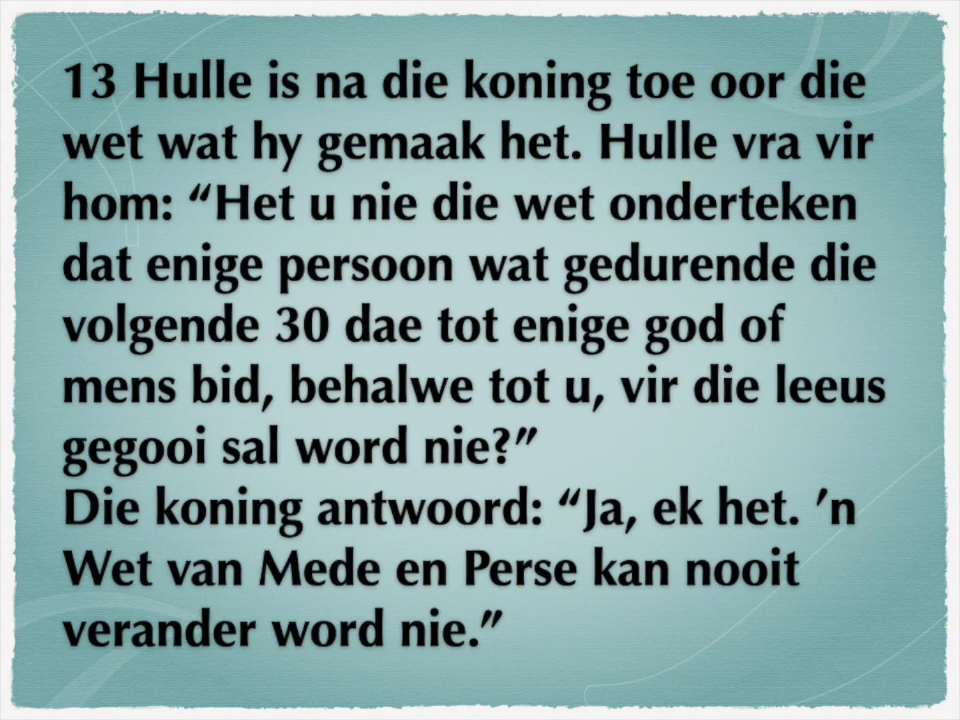 13 Hulle is na die koning toe oor die
wet wat hy gemaak het. Hulle vra vir
hom: “Het u nie die wet onderteken
dat enige persoon wat gedurende die
volgende 30 dae tot enige god of
mens bid, behalwe tot u, vir die leeus
gegooi sal word nie?”
Die koning antwoord: “Ja, ek het. ’n
Wet van Mede en Perse kan nooit
verander word nie.”